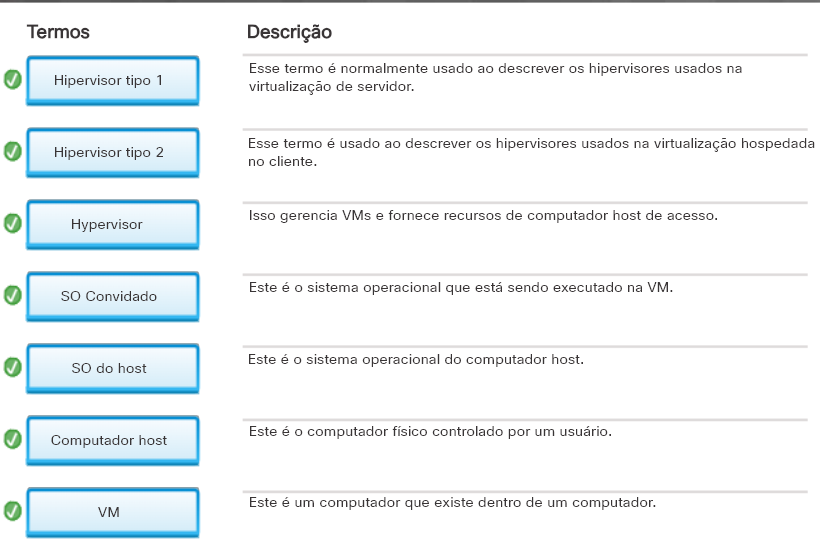 Termos
Descrição
Hipervisor tipo 1
Esse termo é normalmente usado ao descrever os hipervisores usados na
virtualização de servidor.
Hipervisor tipo 2
Esse termo é usado ao descrever os hipervisores usados na virtualização hospedada
no cliente.
Hypervisor
Isso gerencia VMs e fornece recursos de computador host de acesso.
SO Convidado
Este é o sistema operacional que está sendo executado na VM.
SO do host
Este é o sistema operacional do computador host.
Computador host
Este é o computador físico controlado por um usuário.
VM
Este é um computador que existe dentro de um computador.